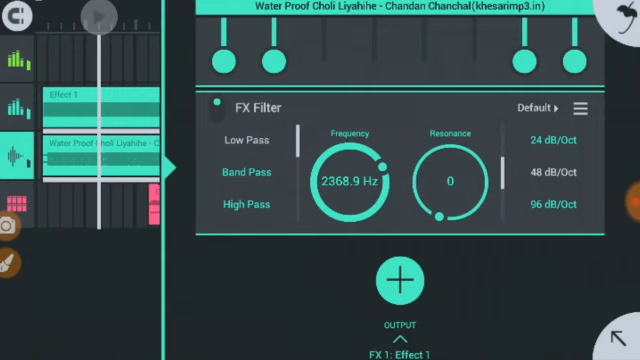 Water Proof Choli Liyahihe - Chandan Chanchal(khesarimp3.in)
Effect 1
Water Proof Choli Liyahihe - C
FX Filter
Default
Low Pass
Band Pass
High Pass
Frequency
2368.9 Hz
Resonance
0
24 dB/Oct
48 dB/Oct
96 dB/Oct
OUTPUT
FX 1: Effect 1